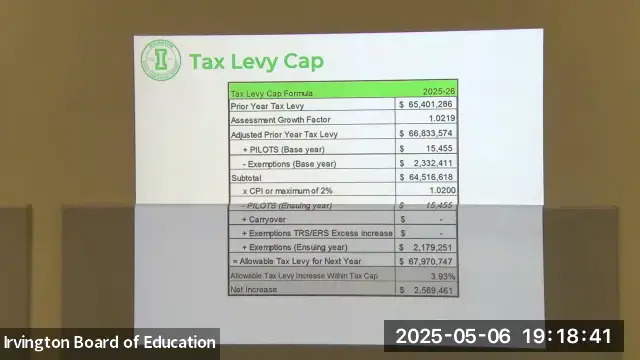 Tax Levy Cap
Tax Levy Cap Formula 2025-26
Prior Year Tax Levy $ 65,401,286
Assessment Growth Factor 1.0219
Adjusted Prior Year Tax Levy $ 66,833,574
+ PILOTS (Base year) $ 15,455
- Exemptions (Base year) $ 2,332,411
Subtotal $ 64,516,618
x CPI or maximum of 2% 1.0200
- PILOTS (Ensuing year) $ 15,455
+ Carryover $ -
+ Exemptions TRS/ERS Excess increase $ -
+ Exemptions (Ensuing year) $ 2,179,251
= Allowable Tax Levy for Next Year $ 67,970,747
Allowable Tax Levy Increase Within Tax Cap 3.93%
Net Increase $ 2,569,461
Irvington Board of Education
2025-05-06 19:18:41